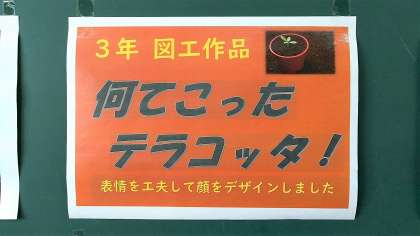 3年 図工作品
何てこった
テラコッタ!
表情を工夫して顔をデザインしました